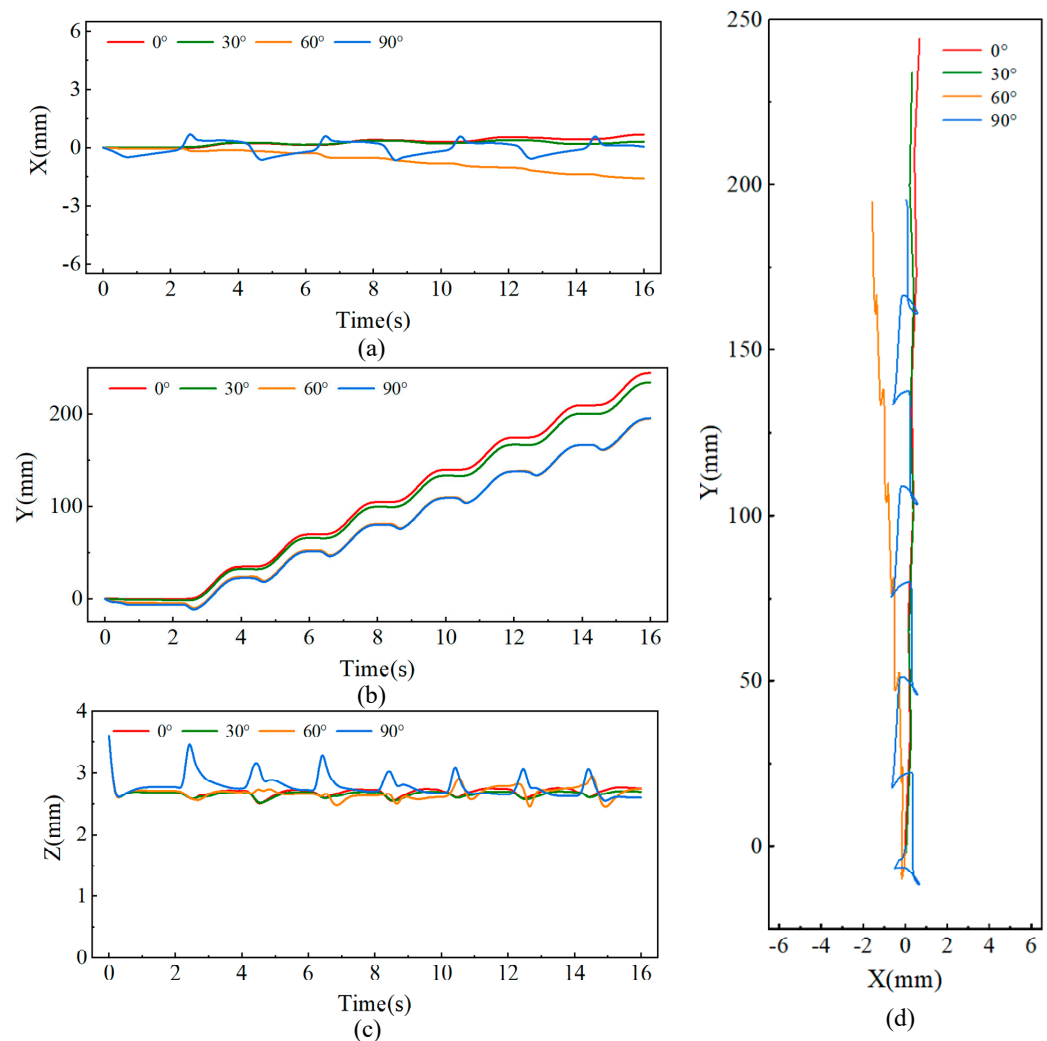 6
3
0
-3
-6
X(mm)
0° 30° 60° 90°
0 2 4 6 8 10 12 14 16
Time(s)
(a)
200
100
0
Y(mm)
0° 30° 60° 90°
0 2 4 6 8 10 12 14 16
Time(s)
(b)
4
3
2
1
0
Z(mm)
0° 30° 60° 90°
0 2 4 6 8 10 12 14 16
Time(s)
(c)
250
200
150
100
50
0
Y(mm)
0°
30°
60°
90°
-6 -4 -2 0 2 4 6
X(mm)
(d)